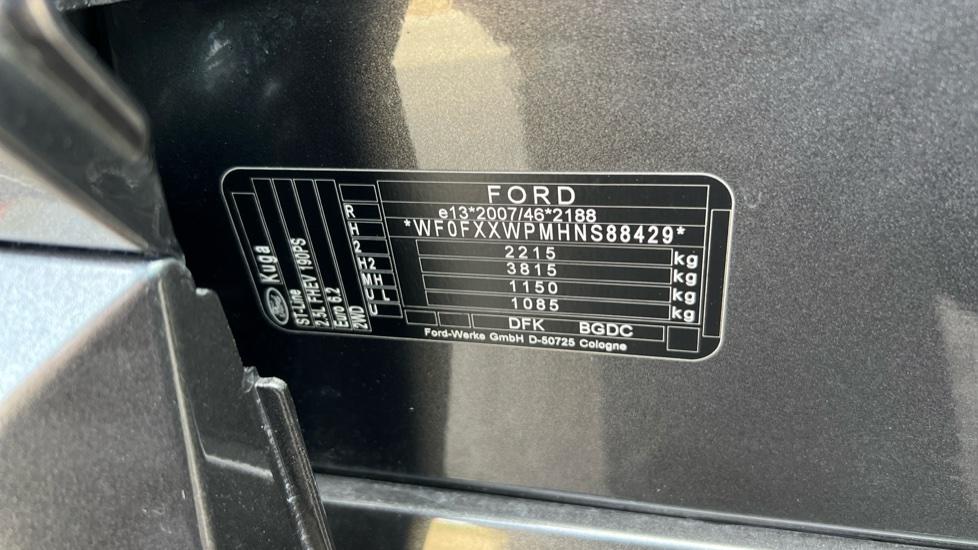 FORD
e13*2007/46*2188
*WF0FXXWPMHNS88429*
2215 kg
3815 kg
1150 kg
1085 kg
DFK BGDC
Ford-Werke GmbH D-50725 Cologne
R
H
2
H2
M H
U L
U
Ford Kuga
ST-Line
2.5L FHEV 190PS
Euro 6.2
2WD